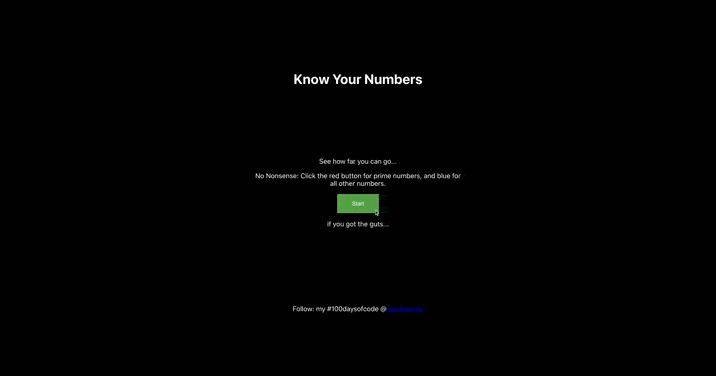 Know Your Numbers
See how far you can go...
No Nonsense: Click the red button for prime numbers, and blue for
all other numbers.
Start
if you got the guts...
Follow: my #100daysofcode @